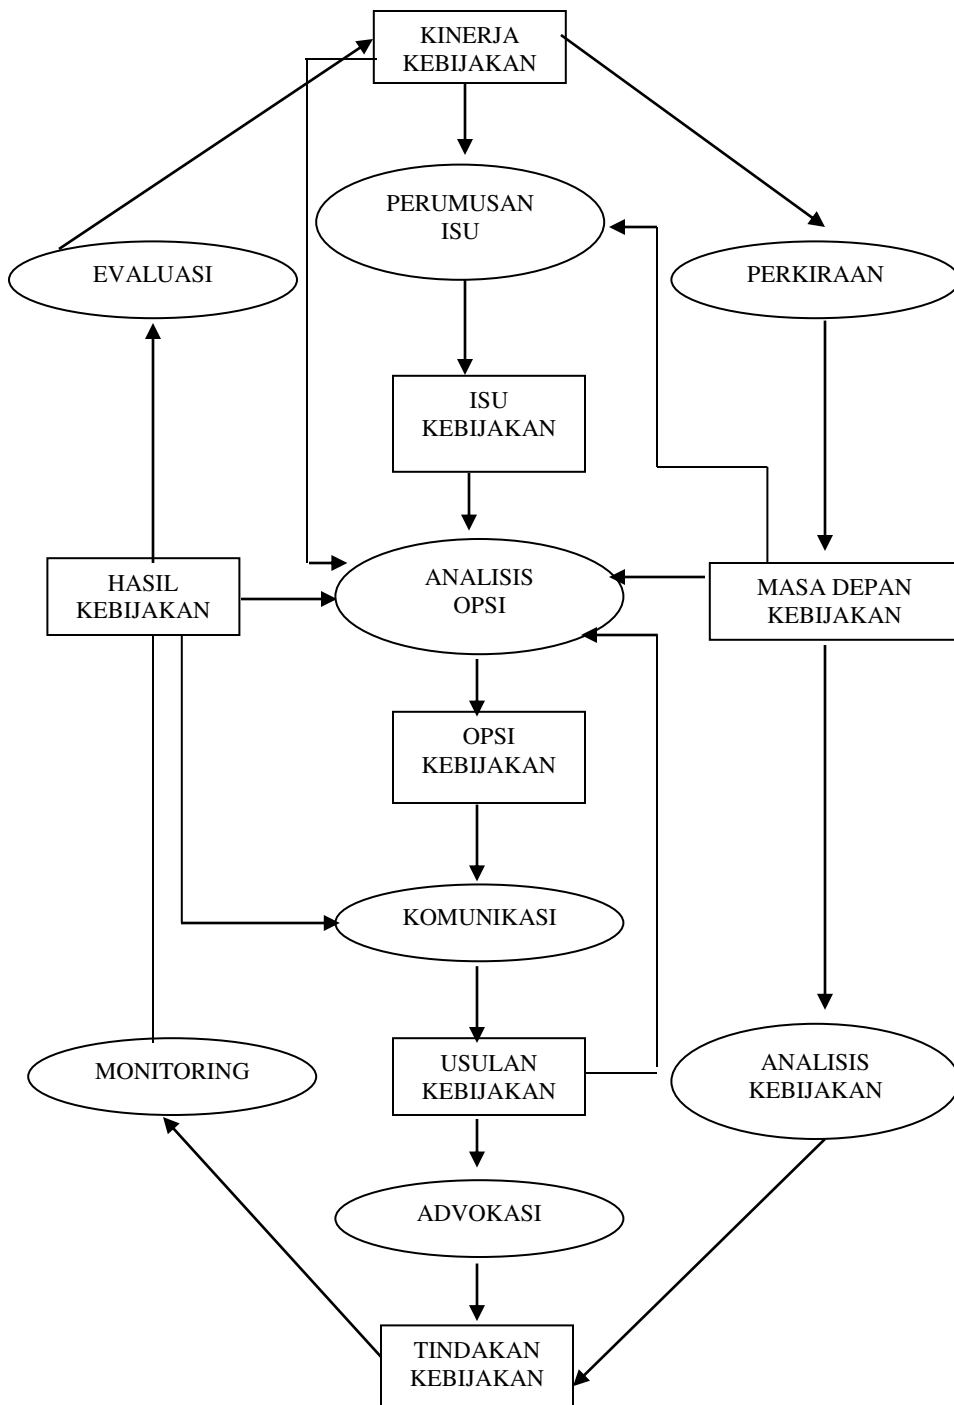 KINERJA
KEBIJAKAN
PERUMUSAN
ISU
EVALUASI
PERKIRAAN
ISU
KEBIJAKAN
HASIL
KEBIJAKAN
ANALISIS
OPSI
MASA DEPAN
KEBIJAKAN
OPSI
KEBIJAKAN
KOMUNIKASI
MONITORING
USULAN
KEBIJAKAN
ANALISIS
KEBIJAKAN
ADVOKASI
TINDAKAN
KEBIJAKAN